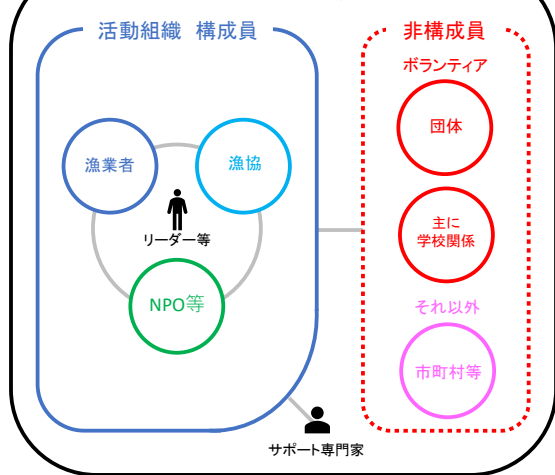 活動組織 構成員
漁業者
漁協
リーダー等
NPO等
非構成員
ボランティア
団体
主に
学校関係
それ以外
市町村等
サポート専門家